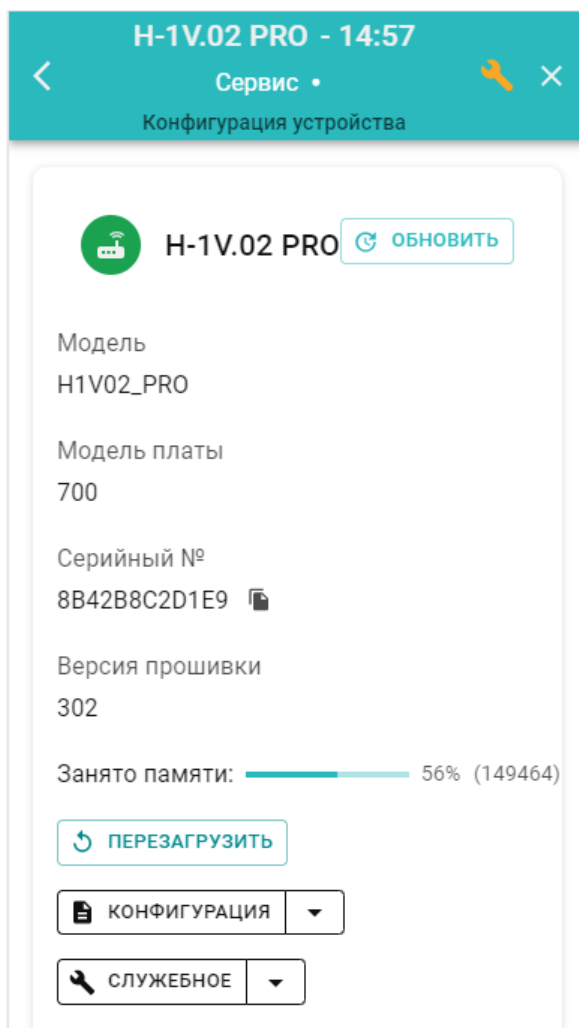 H-1V.02 PRO - 14:57
Сервис •
Конфигурация устройства
H-1V.02 PRO
ОБНОВИТЬ
Модель
H1V02_PRO
Модель платы
700
Серийный №
8B42B8C2D1E9
Версия прошивки
302
Занято памяти: 56% (149464)
ПЕРЕЗАГРУЗИТЬ
КОНФИГУРАЦИЯ
СЛУЖЕБНОЕ